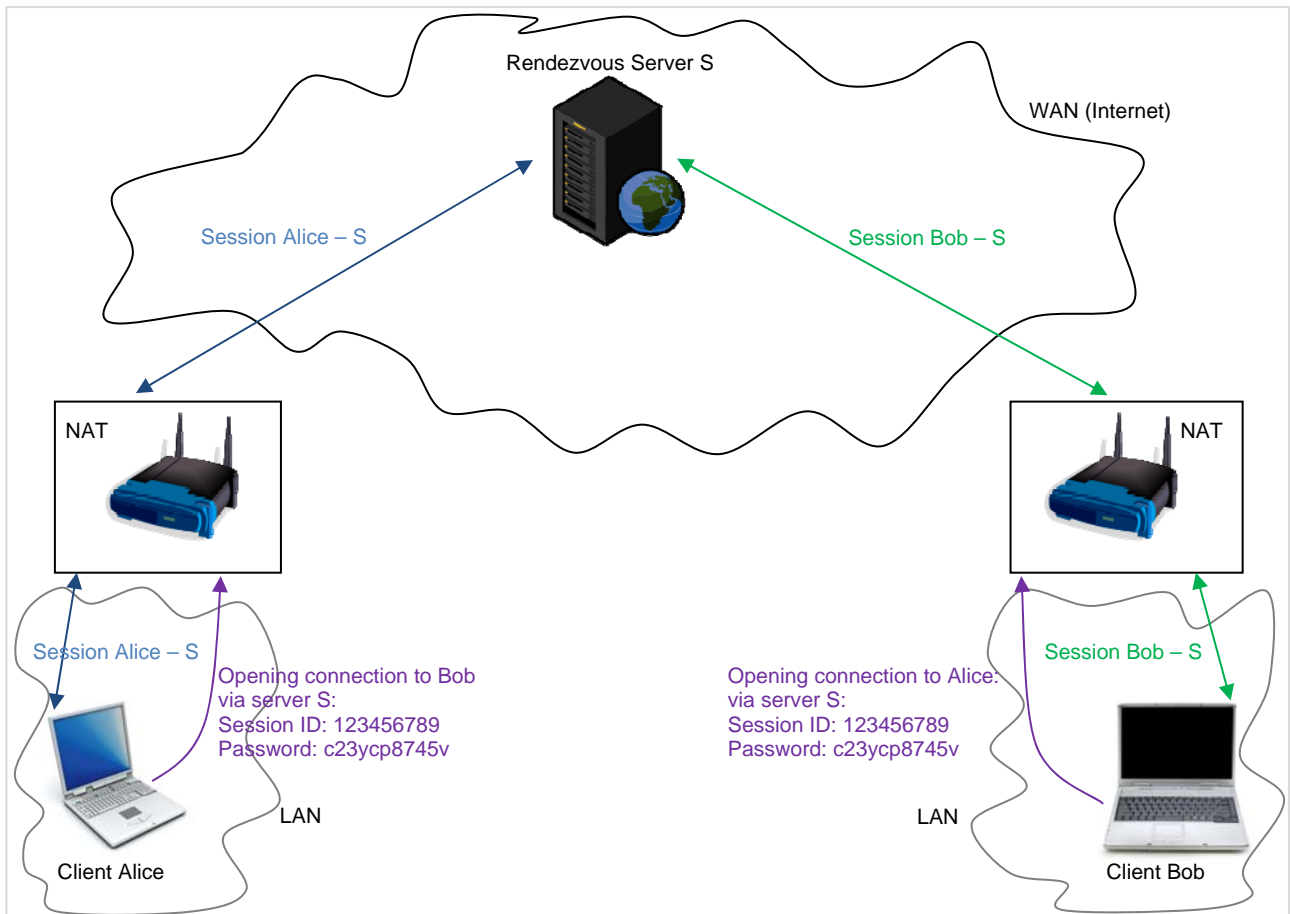 Rendezvous Server S
WAN (Internet)
Session Alice – S
Session Bob – S
NAT
NAT
Session Alice – S
Opening connection to Bob
via server S:
Session ID: 123456789
Password: c23ycp8745v
Opening connection to Alice:
via server S:
Session ID: 123456789
Password: c23ycp8745v
Session Bob – S
LAN
LAN
Client Alice
Client Bob